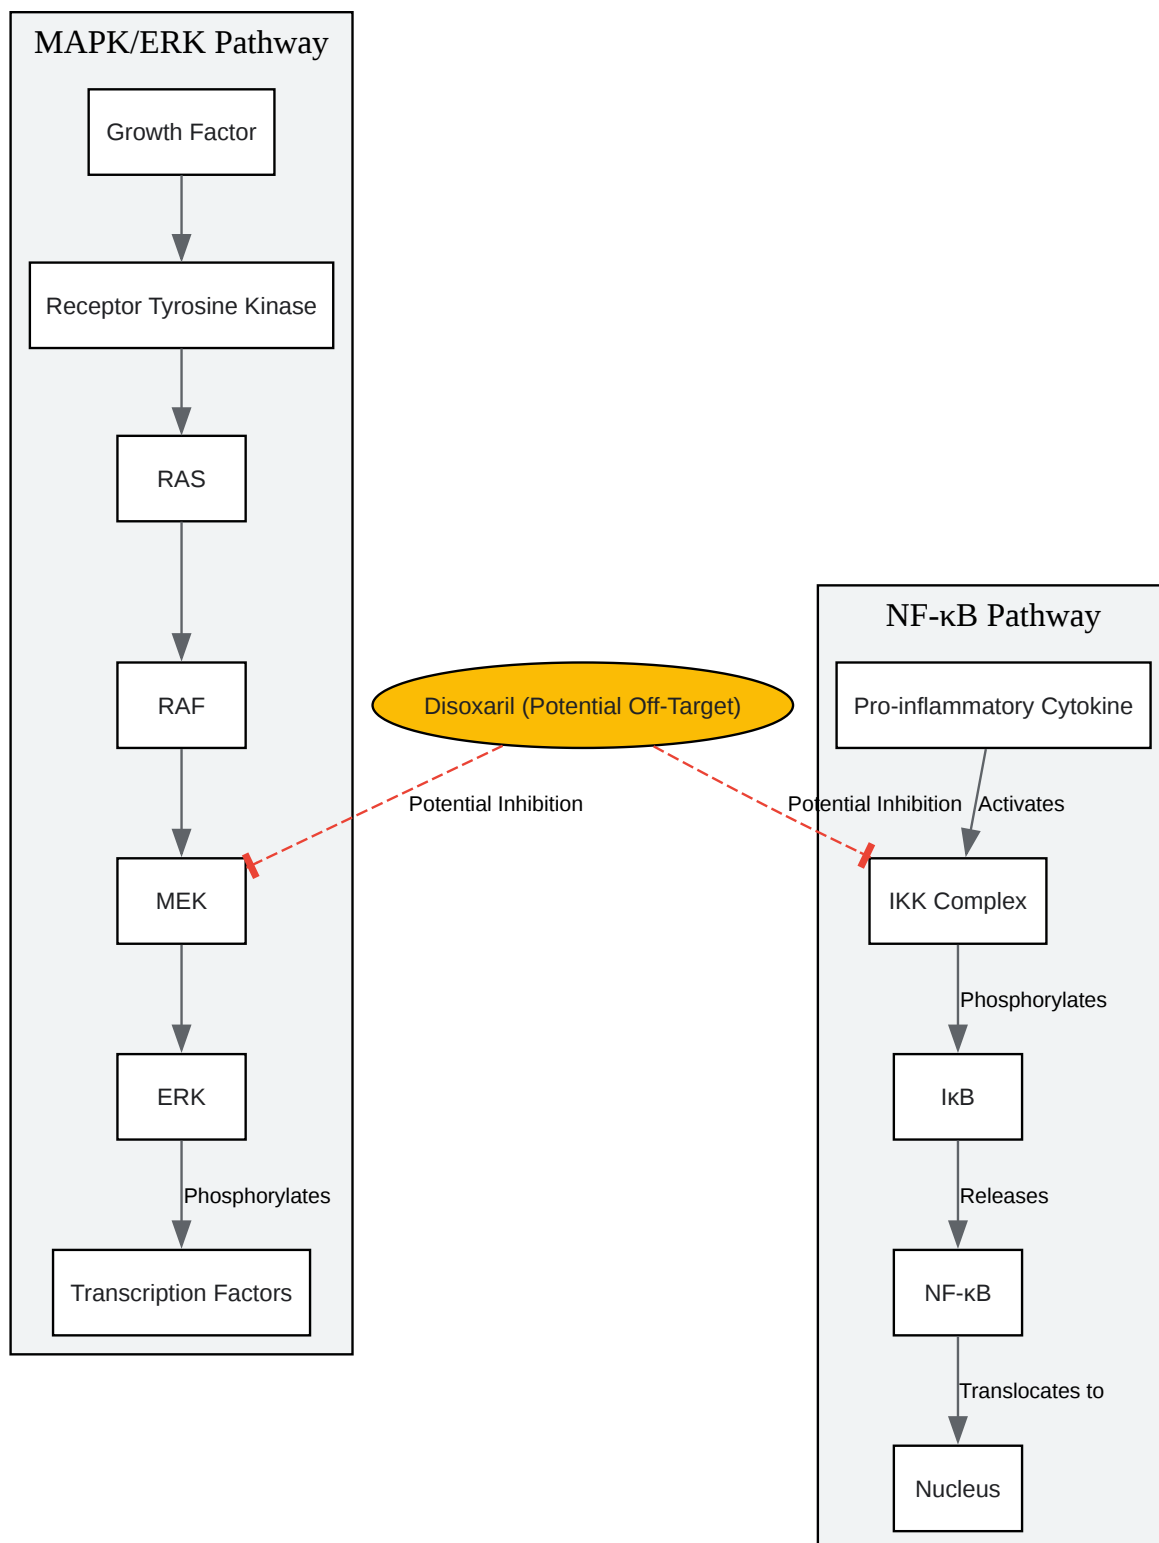 MAPK/ERK Pathway
Growth Factor
Receptor Tyrosine Kinase
RAS
RAF
MEK
ERK
Phosphorylates
Transcription Factors
Disoxaril (Potential Off-Target)
Potential Inhibition
Potential Inhibition
NF-κB Pathway
Pro-inflammatory Cytokine
Activates
IKK Complex
Phosphorylates
IκB
Releases
NF-κB
Translocates to
Nucleus